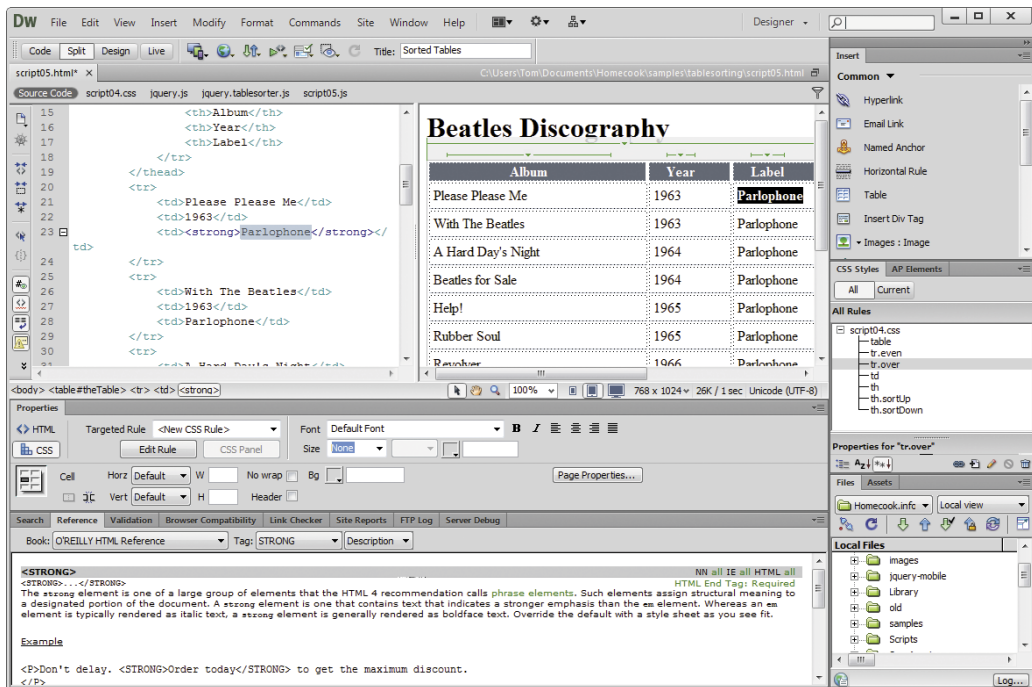 DW File Edit View Insert Modify Format Commands Site Window Help Designer
Code Split Design Live Title: Sorted Tables
script05.html* × C:\Users\Tom\Documents\Homecook\samples\tablesorting\script05.html
Source Code script04.css jquery.js jquery.tablesorter.js script05.js
15 <th>Album</th>
16 <th>Year</th>
17 <th>Label</th>
18 </tr>
19 </thead>
20 <tr>
21 <td>Please Please Me</td>
22 <td>1963</td>
23 <td><strong>Parlophone</strong></
td>
24 </tr>
25 <tr>
26 <td>With The Beatles</td>
27 <td>1963</td>
28 <td>Parlophone</td>
29 </tr>
30 <tr>
31 <td>A Hard Day's Night</td>
Beatles Discography
Album Year Label
Please Please Me 1963 Parlophone
With The Beatles 1963 Parlophone
A Hard Day's Night 1964 Parlophone
Beatles for Sale 1964 Parlophone
Help! 1965 Parlophone
Rubber Soul 1965 Parlophone
Revolver 1966 Parlophone
<body> <table#theTable> <tr> <td> <strong> 100% 768 x 1024 26K / 1 sec Unicode (UTF-8)
Properties
<> HTML Targeted Rule <New CSS Rule> Font Default Font B I
CSS Edit Rule CSS Panel Size None
Cell Horz Default W No wrap Bg Page Properties...
Vert Default H Header
Search Reference Validation Browser Compatibility Link Checker Site Reports FTP Log Server Debug
Book: O'REILLY HTML Reference Tag: STRONG Description
<STRONG> NN all IE all HTML all
<STRONG>...</STRONG> HTML End Tag: Required
The strong element is one of a large group of elements that the HTML 4 recommendation calls phrase elements. Such elements assign structural meaning to
a designated portion of the document. A strong element is one that contains text that indicates a stronger emphasis than the em element. Whereas an em
element is typically rendered as italic text, a strong element is generally rendered as boldface text. Override the default with a style sheet as you see fit.
Example
<P>Don't delay. <STRONG>Order today</STRONG> to get the maximum discount.
</P>
Insert
Common
Hyperlink
Email Link
Named Anchor
Horizontal Rule
Table
Insert Div Tag
Images : Image
CSS Styles AP Elements
All Current
All Rules
script04.css
table
tr.even
tr.over
td
th
th.sortUp
th.sortDown
Properties for "tr.over"
Files Assets
Homecook.info Local view
Local Files
images
jquery-mobile
Library
old
samples
Scripts
Log...